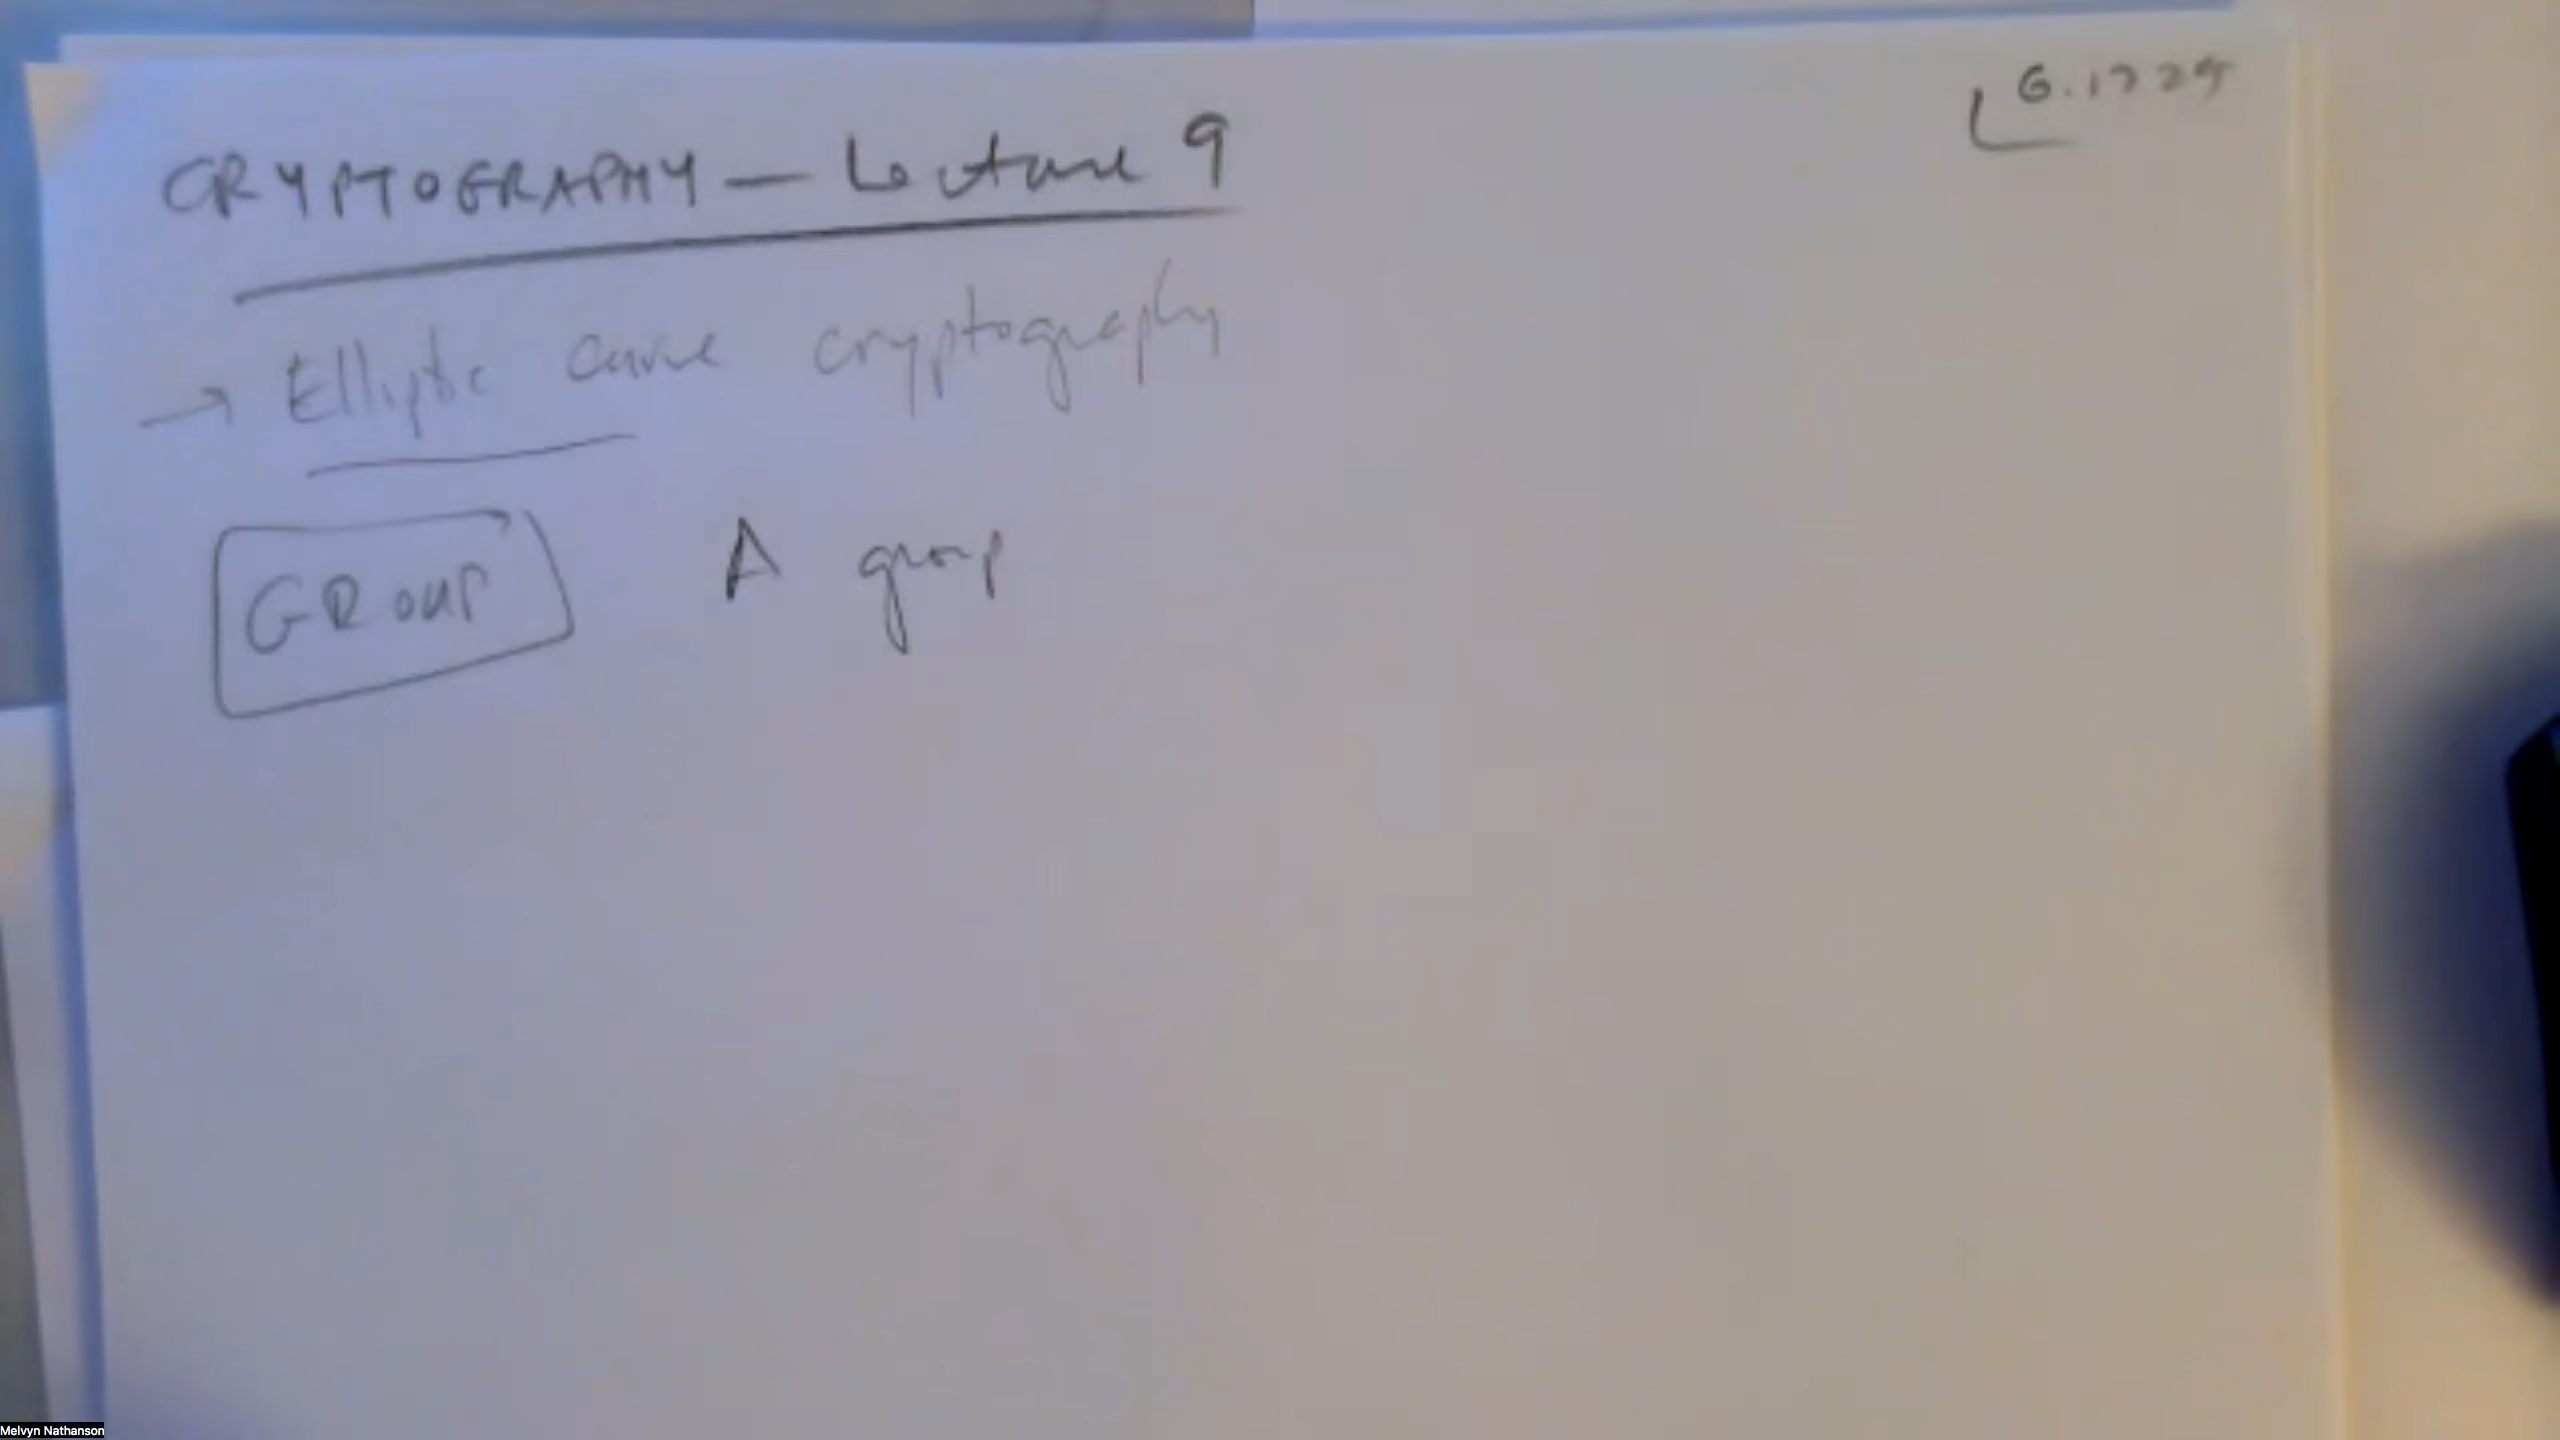 6.1725
CRYPTOGRAPHY — Lecture 9
→ Elliptic curve cryptography
GROUP A group
Melvyn Nathanson